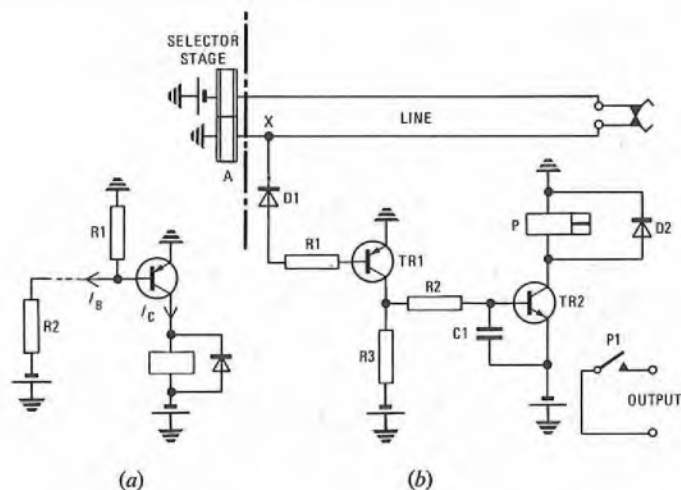 SELECTOR
STAGE
X
LINE
A
D1
R1
R1
TR1
P
D2
R2
I_B
I_C
R2
TR2
C1
R3
P1
OUTPUT
(a)
(b)